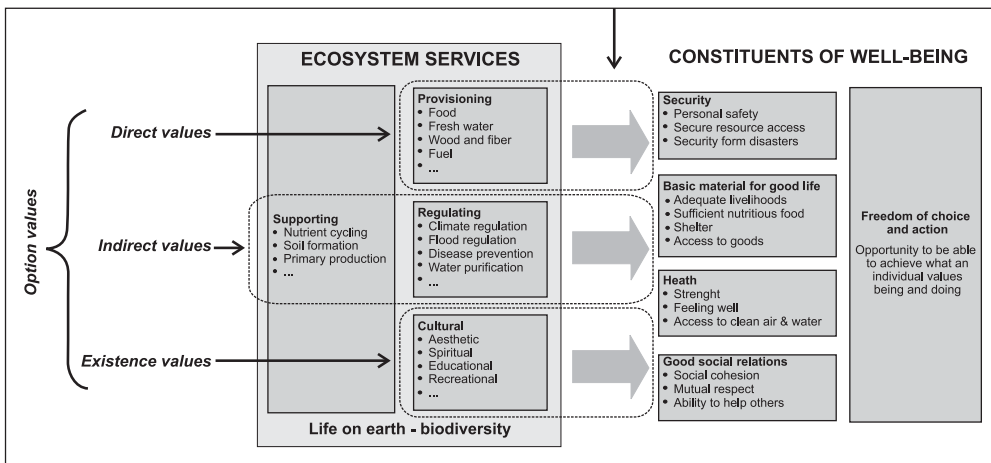 ECOSYSTEM SERVICES
CONSTITUENTS OF WELL-BEING
Option values
Direct values
Indirect values
Existence values
Supporting
• Nutrient cycling
• Soil formation
• Primary production
• ...
Provisioning
• Food
• Fresh water
• Wood and fiber
• Fuel
• ...
Regulating
• Climate regulation
• Flood regulation
• Disease prevention
• Water purification
• ...
Cultural
• Aesthetic
• Spiritual
• Educational
• Recreational
• ...
Life on earth - biodiversity
Security
• Personal safety
• Secure resource access
• Security form disasters
Basic material for good life
• Adequate livelihoods
• Sufficient nutritious food
• Shelter
• Access to goods
Heath
• Strenght
• Feeling well
• Access to clean air & water
Good social relations
• Social cohesion
• Mutual respect
• Ability to help others
Freedom of choice
and action
Opportunity to be able
to achieve what an
individual values
being and doing